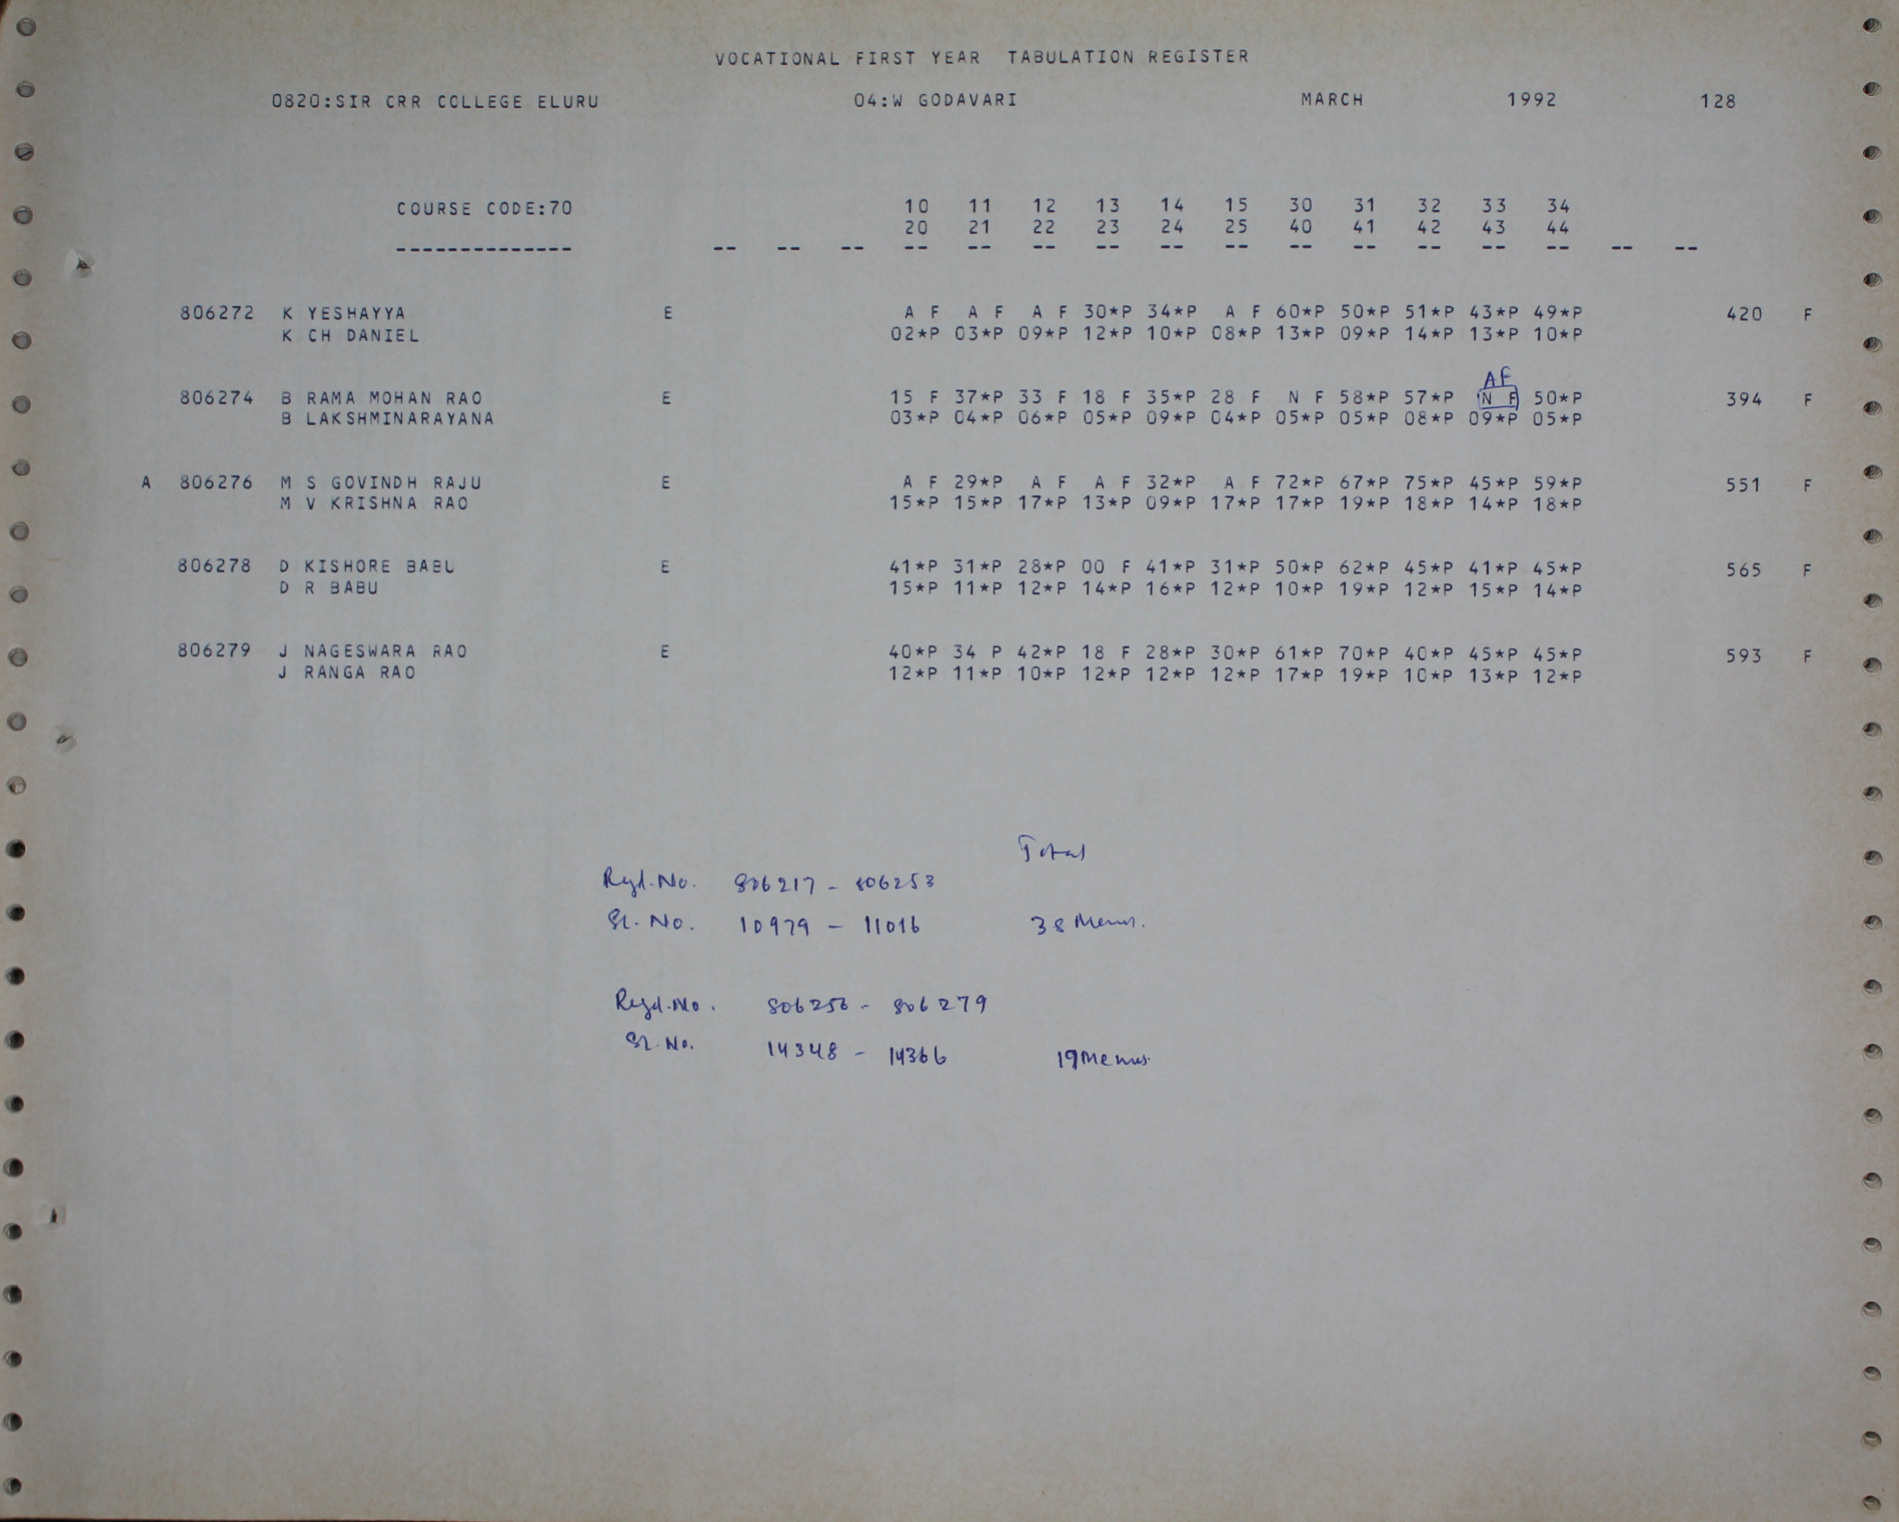 VOCATIONAL FIRST YEAR TABULATION REGISTER
0820:SIR CRR COLLEGE ELURU 04:W GODAVARI MARCH 1992 128
COURSE CODE:70 10 11 12 13 14 15 30 31 32 33 34
20 21 22 23 24 25 40 41 42 43 44
-------------- -- -- -- -- -- -- -- -- -- -- -- -- -- -- -- --
806272 K YESHAYYA E A F A F A F 30*P 34*P A F 60*P 50*P 51*P 43*P 49*P 420 F
K CH DANIEL 02*P 03*P 09*P 12*P 10*P 08*P 13*P 09*P 14*P 13*P 10*P
AF
806274 B RAMA MOHAN RAO E 15 F 37*P 33 F 18 F 35*P 28 F N F 58*P 57*P N F 50*P 394 F
B LAKSHMINARAYANA 03*P 04*P 06*P 05*P 09*P 04*P 05*P 05*P 08*P 09*P 05*P
A 806276 M S GOVINDH RAJU E A F 29*P A F A F 32*P A F 72*P 67*P 75*P 45*P 59*P 551 F
M V KRISHNA RAO 15*P 15*P 17*P 13*P 09*P 17*P 17*P 19*P 18*P 14*P 18*P
806278 D KISHORE BABU E 41*P 31*P 28*P 00 F 41*P 31*P 50*P 62*P 45*P 41*P 45*P 565 F
D R BABU 15*P 11*P 12*P 14*P 16*P 12*P 10*P 19*P 12*P 15*P 14*P
806279 J NAGESWARA RAO E 40*P 34 P 42*P 18 F 28*P 30*P 61*P 70*P 40*P 45*P 45*P 593 F
J RANGA RAO 12*P 11*P 10*P 12*P 12*P 12*P 17*P 19*P 10*P 13*P 12*P
Total
Regd.No. 806217 - 806253
Sl. No. 10979 - 11016 38 Memos.
Regd.No. 806256 - 806279
Sl. No. 14348 - 14366 19 Memos.